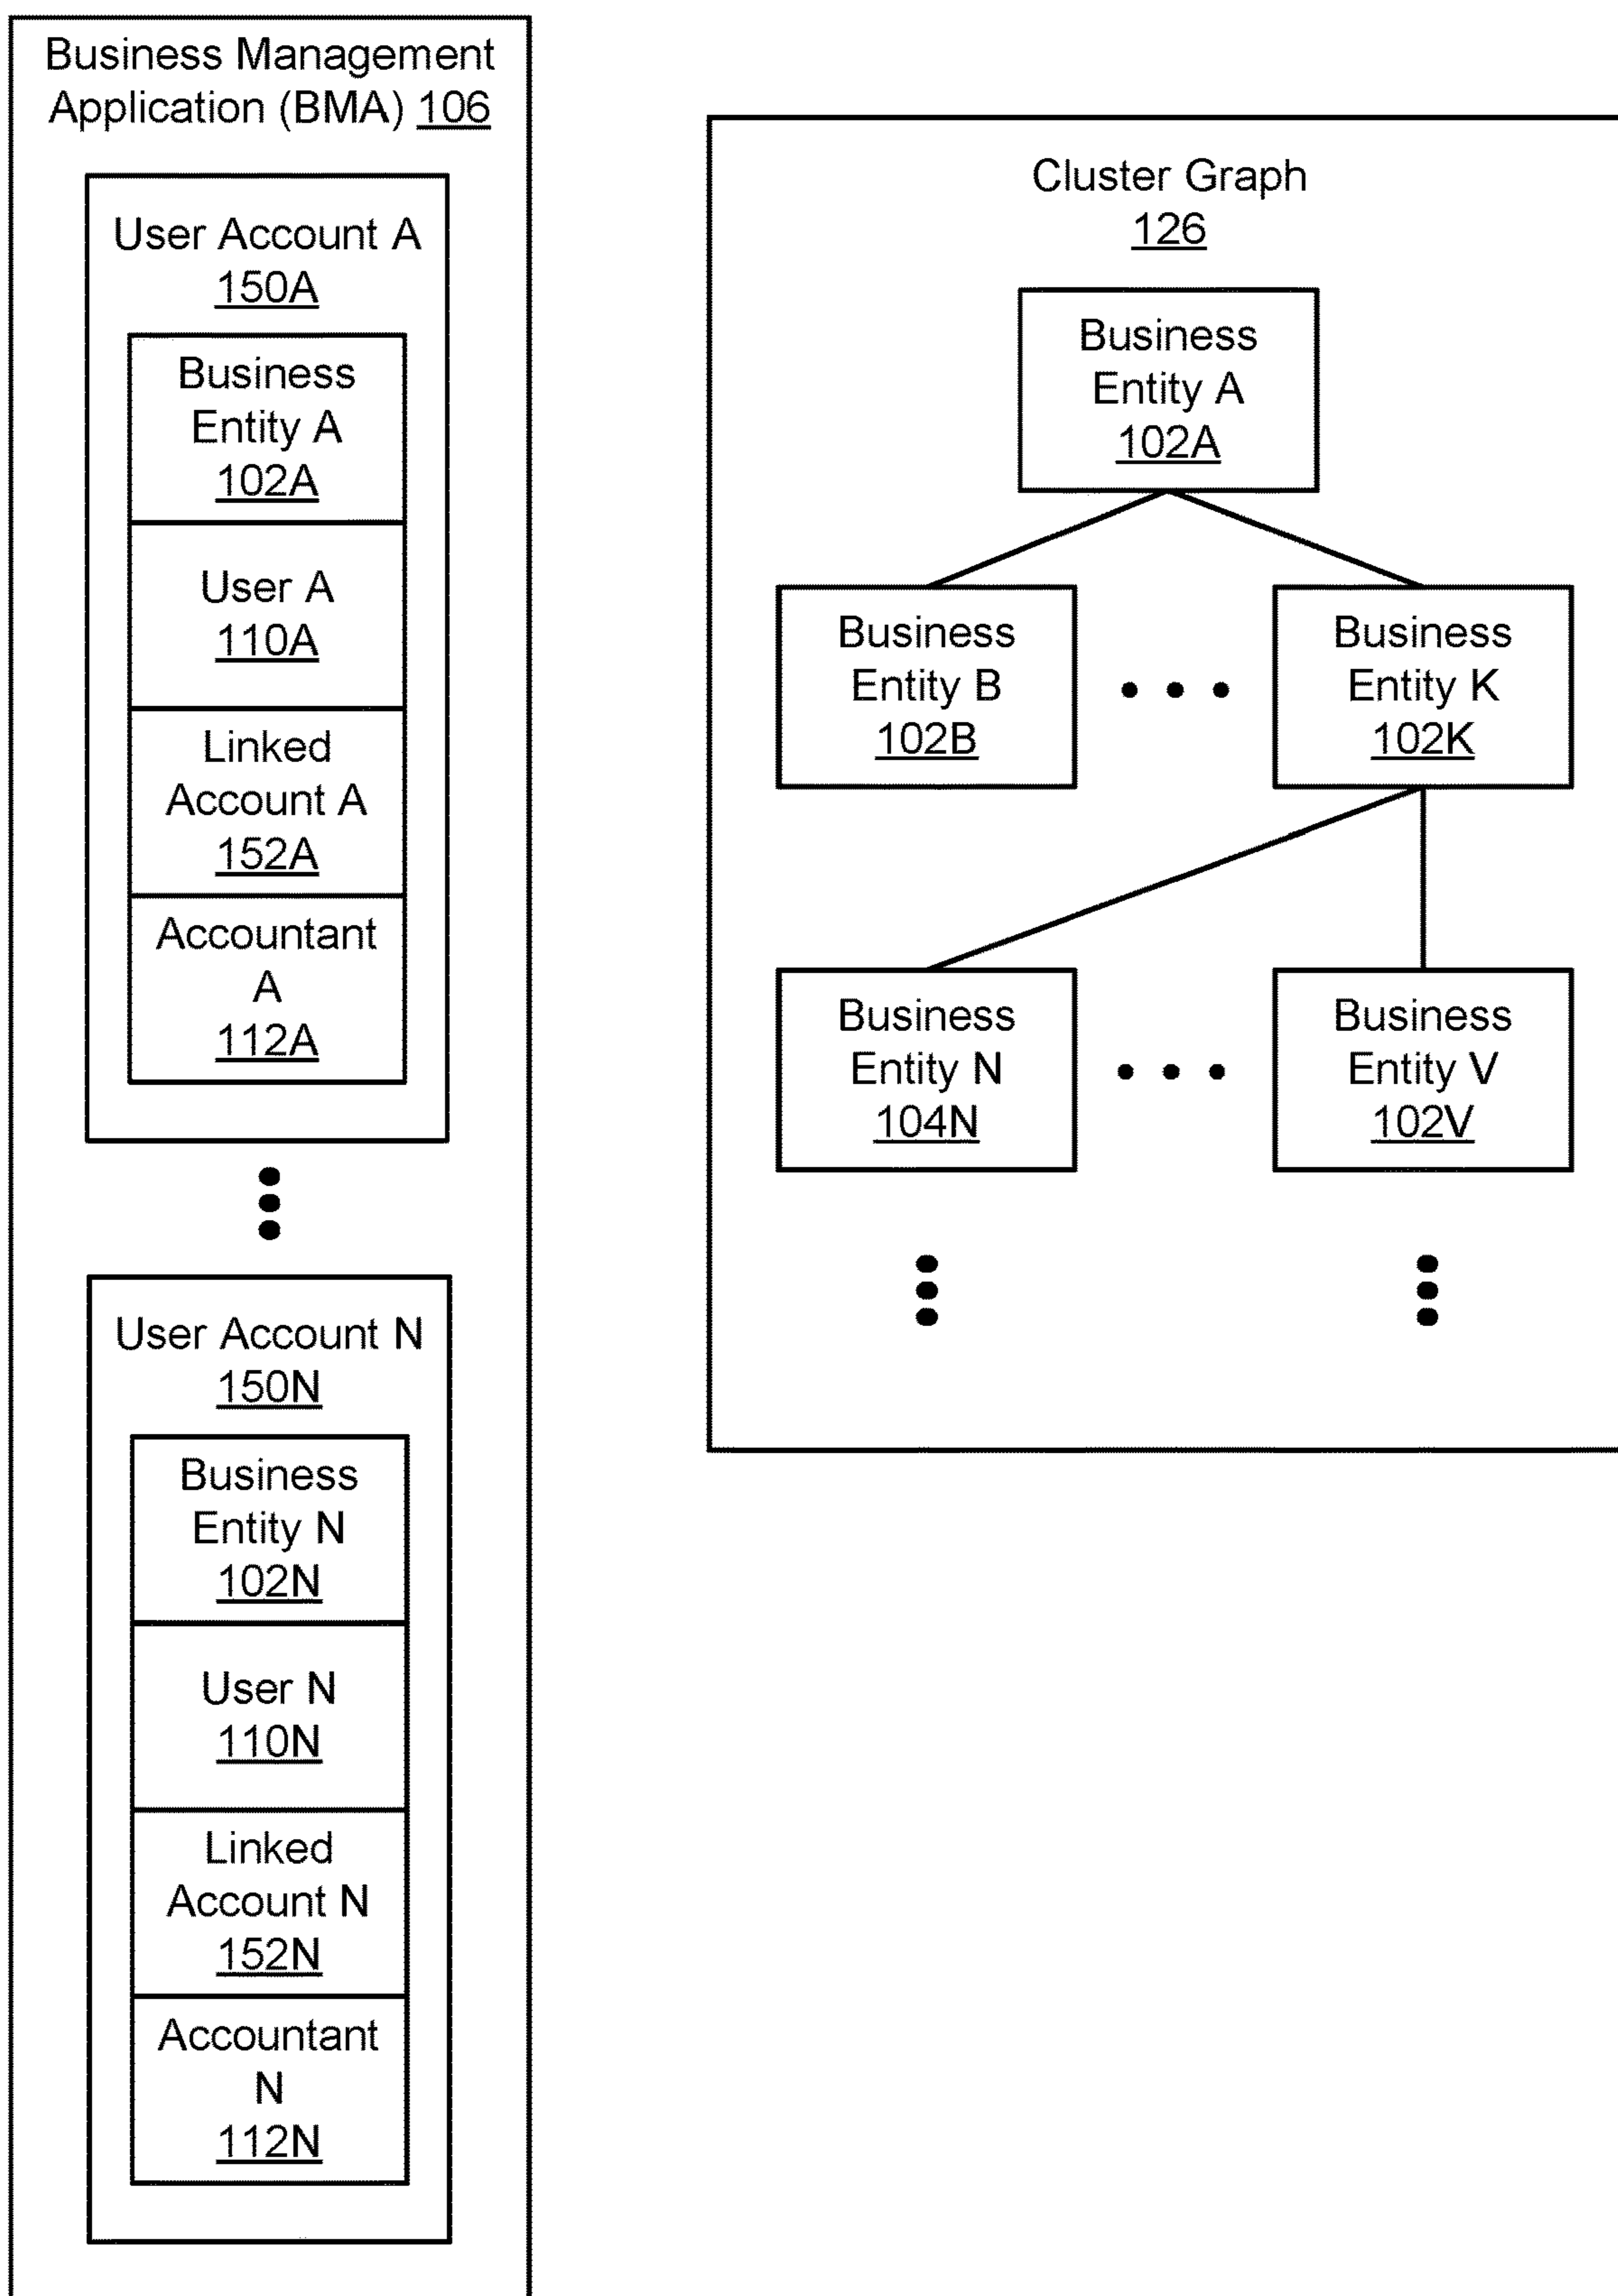 Business Management
Application (BMA) 106
User Account A
150A
Business
Entity A
102A
User A
110A
Linked
Account A
152A
Accountant
A
112A
User Account N
150N
Business
Entity N
102N
User N
110N
Linked
Account N
152N
Accountant
N
112N
Cluster Graph
126
Business
Entity A
102A
Business
Entity B
102B
Business
Entity K
102K
Business
Entity N
104N
Business
Entity V
102V